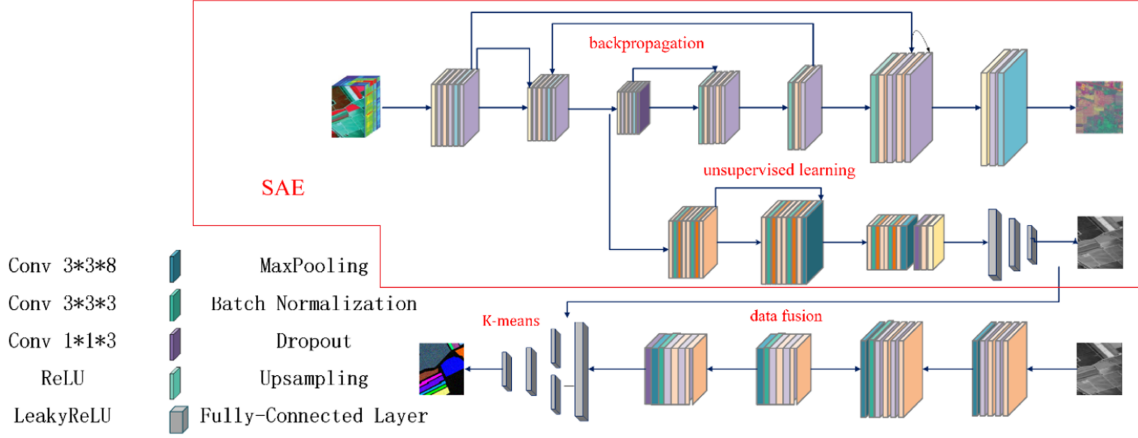 backpropagation
unsupervised learning
SAE
Conv 3*3*8 MaxPooling
Conv 3*3*3 Batch Normalization
K-means data fusion
Conv 1*1*3 Dropout
ReLU Upsampling
LeakyReLU Fully-Connected Layer